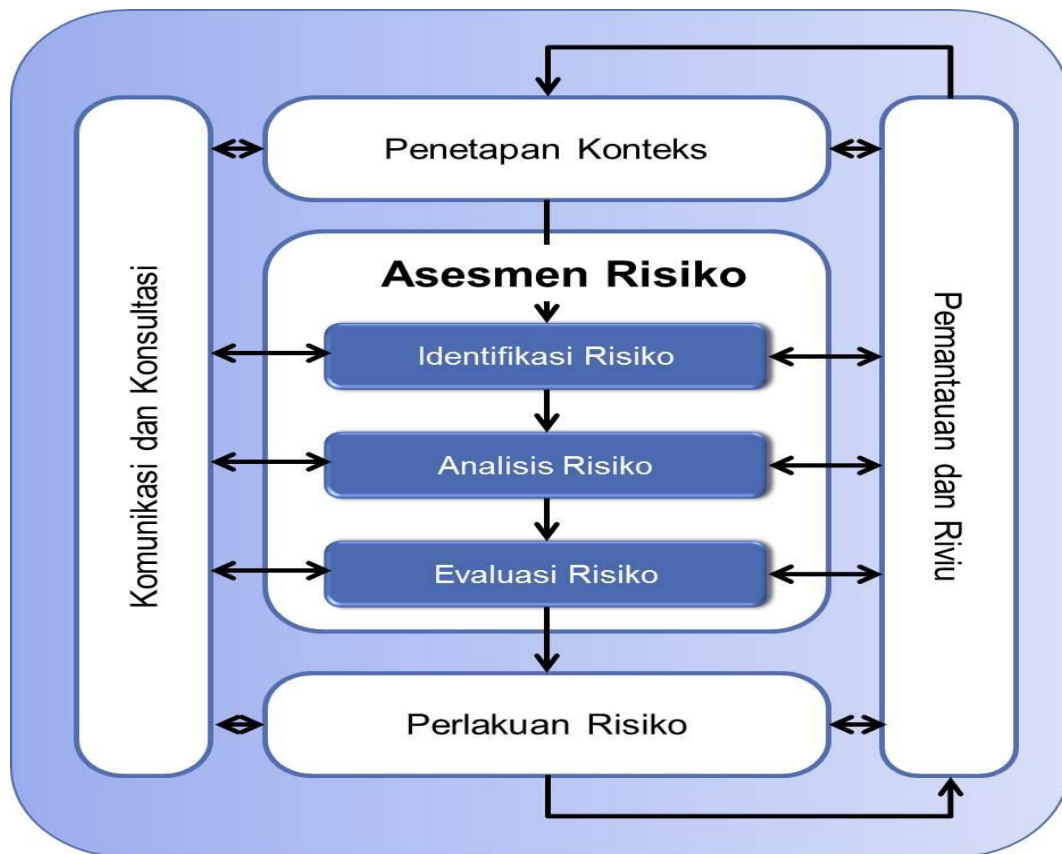 Penetapan Konteks
Komunikasi dan Konsultasi
Asesmen Risiko
Identifikasi Risiko
Analisis Risiko
Evaluasi Risiko
Pemantauan dan Riviu
Perlakuan Risiko